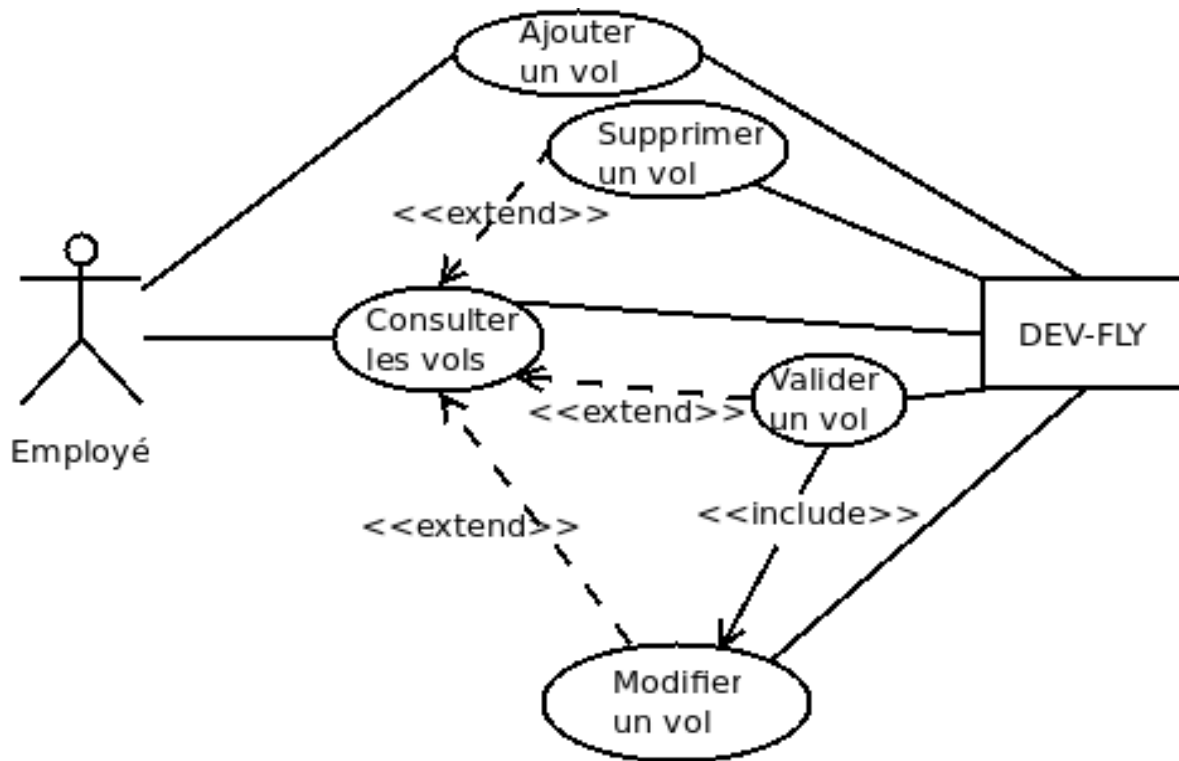 Ajouter
un vol
Supprimer
un vol
<<extend>>
Consulter
les vols
DEV-FLY
Valider
un vol
<<extend>>
Employé
<<extend>>
<<include>>
Modifier
un vol